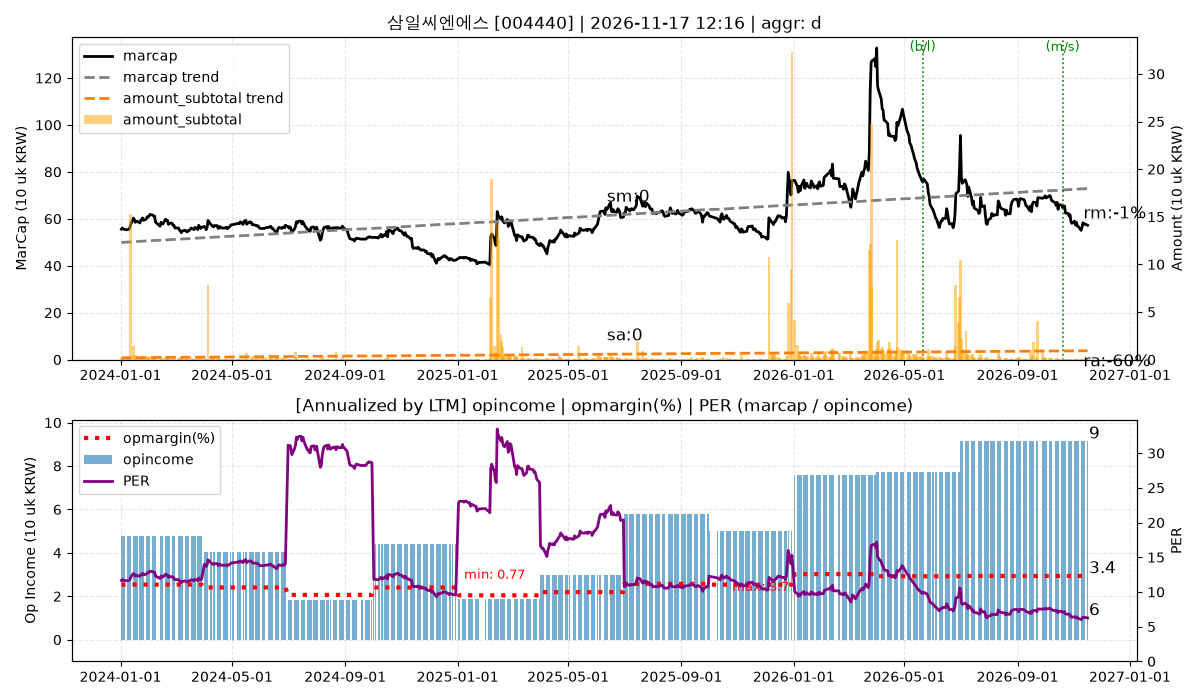 삼일씨엔에스 [004440] | 2026-11-17 12:16 | aggr: d
marcap
marcap trend
amount_subtotal trend
amount_subtotal
(b/l)
(m/s)
MarCap (10 uk KRW)
0
20
40
60
80
100
120
Amount (10 uk KRW)
0
5
10
15
20
25
30
sm:0
sa:0
rm:-1%
ra:-60%
2024-01-01
2024-05-01
2024-09-01
2025-01-01
2025-05-01
2025-09-01
2026-01-01
2026-05-01
2026-09-01
2027-01-01
[Annualized by LTM] opincome | opmargin(%) | PER (marcap / opincome)
opmargin(%)
opincome
PER
Op Income (10 uk KRW)
0
2
4
6
8
10
PER
0
5
10
15
20
25
30
min: 0.77
9
3.4
6
2024-01-01
2024-05-01
2024-09-01
2025-01-01
2025-05-01
2025-09-01
2026-01-01
2026-05-01
2026-09-01
2027-01-01